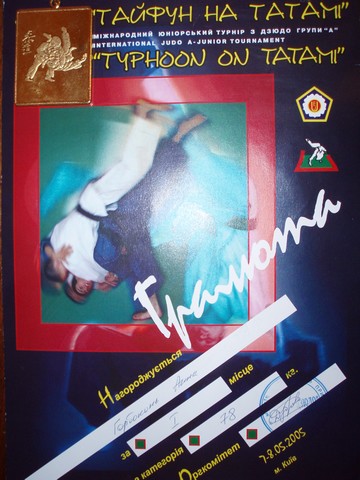 "ТАЙФУН НА ТАТАМІ"
МІЖНАРОДНИЙ ЮНІОРСЬКИЙ ТУРНІР З ДЗЮДО ГРУПИ "А"
INTERNATIONAL JUDO A-JUNIOR TOURNAMENT
"TYPHOON ON TATAMI"
Грамота
Нагороджується
за I місце
категорія 78 кг.
Оргкомітет
7,8.05.2005
м. Київ